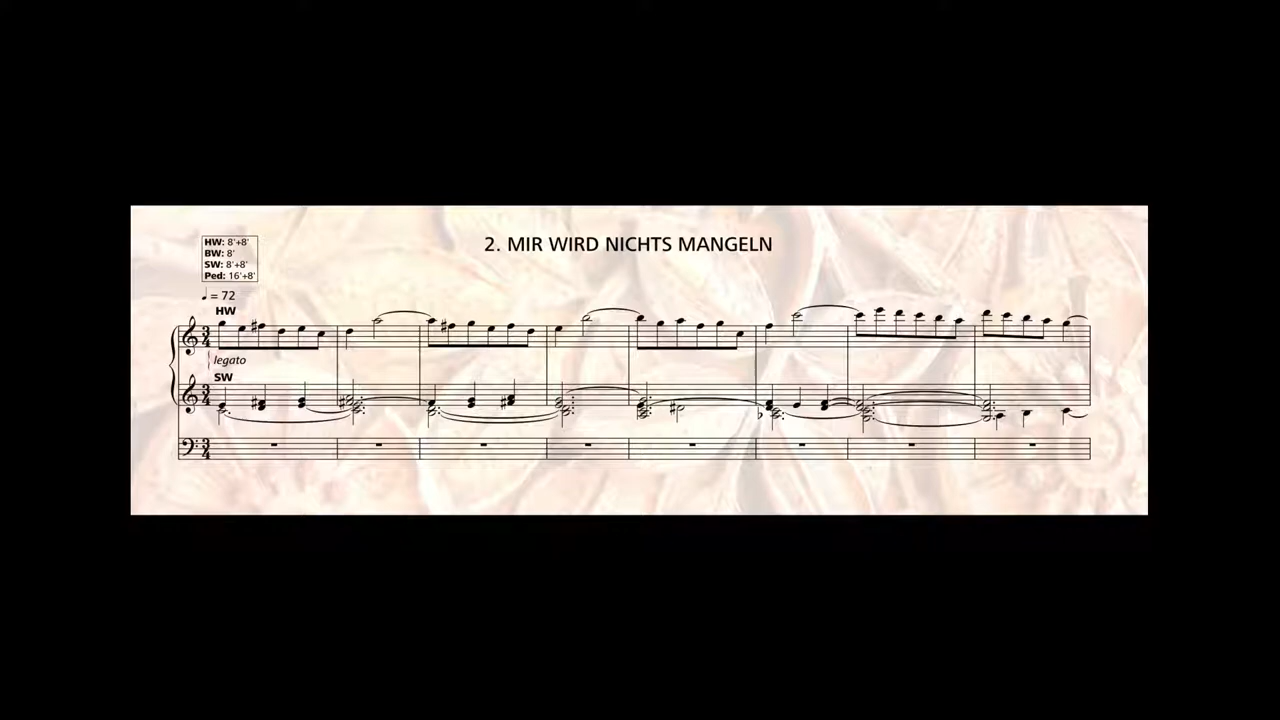 2. MIR WIRD NICHTS MANGELN
HW: 8'+8'
BW: 8'
SW: 8'+8'
Ped: 16'+8'
♩ = 72
HW
legato
SW